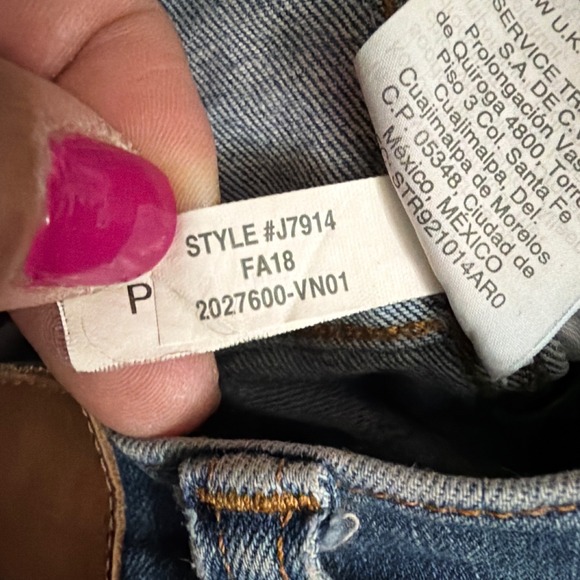 STYLE #J7914
FA18
2027600-VN01
P
W U.K
SERVICE TR
S.A. DE C.
Prolongación Va
de Quiroga 4800, Torr
Piso 3 Col. Santa Fe
Cuajimalpa, Del.
Cuajimalpa de Morelos
C.P. 05348, Ciudad de
México, MÉXICO
STR921014AR0